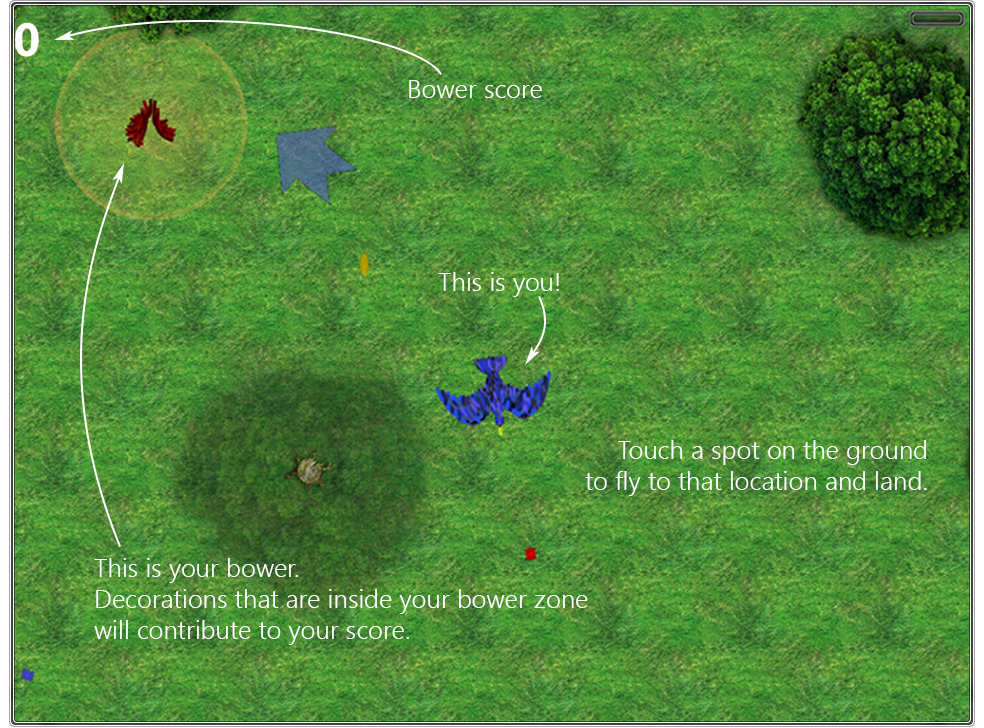 0
Bower score
This is you!
Touch a spot on the ground
to fly to that location and land.
This is your bower.
Decorations that are inside your bower zone
will contribute to your score.